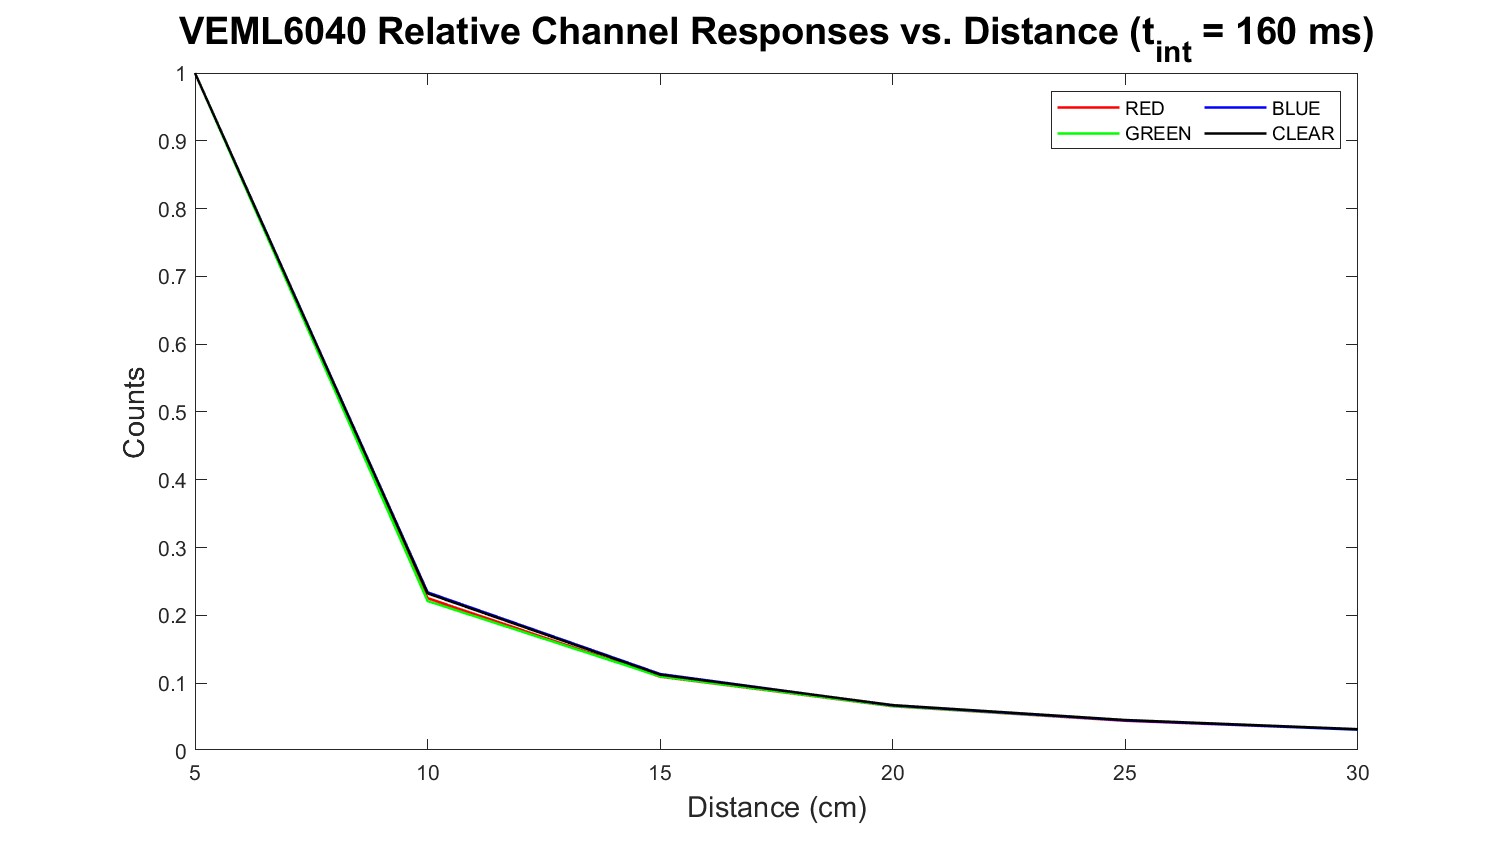 VEML6040 Relative Channel Responses vs. Distance (t_int = 160 ms)
RED BLUE
GREEN CLEAR
1
0.9
0.8
0.7
0.6
0.5
0.4
0.3
0.2
0.1
0
Counts
5 10 15 20 25 30
Distance (cm)